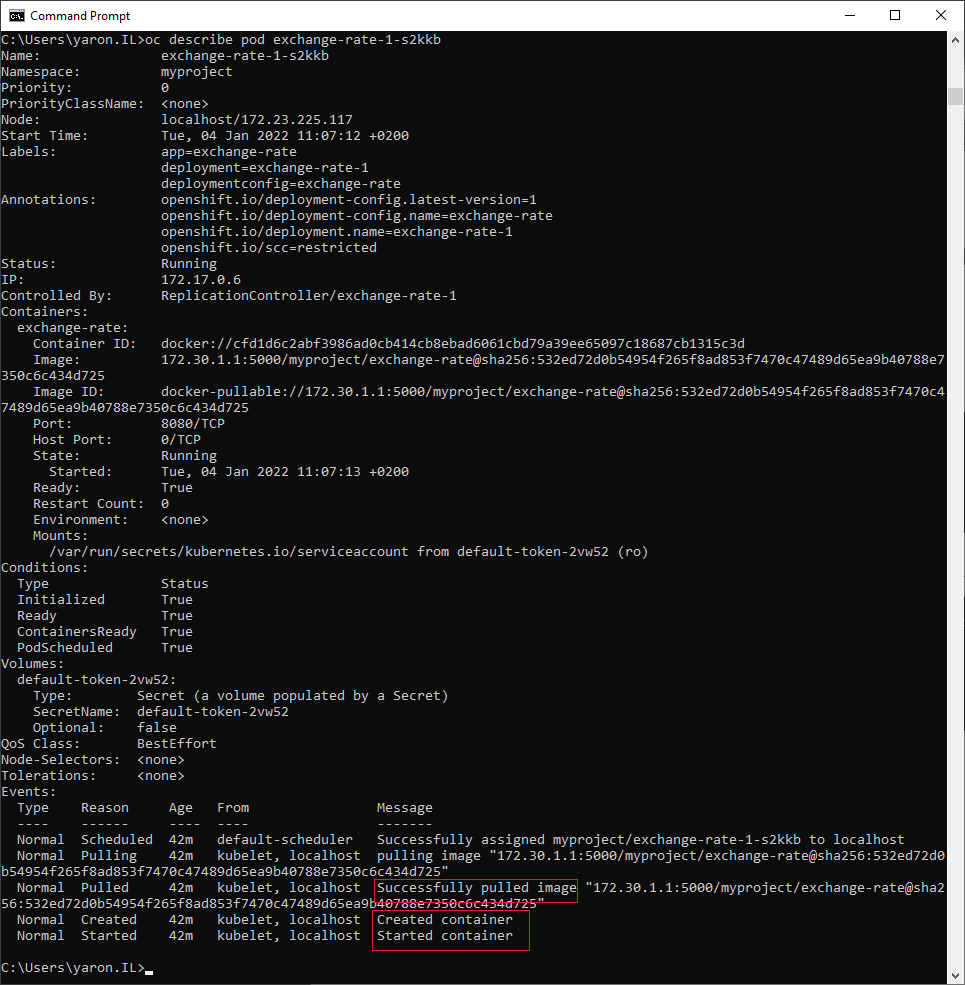 Command Prompt
C:\Users\yaron.IL>oc describe pod exchange-rate-1-s2kkb
Name:               exchange-rate-1-s2kkb
Namespace:          myproject
Priority:           0
PriorityClassName:  <none>
Node:               localhost/172.23.225.117
Start Time:         Tue, 04 Jan 2022 11:07:12 +0200
Labels:             app=exchange-rate
                    deployment=exchange-rate-1
                    deploymentconfig=exchange-rate
Annotations:        openshift.io/deployment-config.latest-version=1
                    openshift.io/deployment-config.name=exchange-rate
                    openshift.io/deployment.name=exchange-rate-1
                    openshift.io/scc=restricted
Status:             Running
IP:                 172.17.0.6
Controlled By:      ReplicationController/exchange-rate-1
Containers:
  exchange-rate:
    Container ID:   docker://cfd1d6c2abf3986ad0cb414cb8ebad6061cbd79a39ee65097c18687cb1315c3d
    Image:          172.30.1.1:5000/myproject/exchange-rate@sha256:532ed72d0b54954f265f8ad853f7470c47489d65ea9b40788e7
350c6c434d725
    Image ID:       docker-pullable://172.30.1.1:5000/myproject/exchange-rate@sha256:532ed72d0b54954f265f8ad853f7470c4
7489d65ea9b40788e7350c6c434d725
    Port:           8080/TCP
    Host Port:      0/TCP
    State:          Running
      Started:      Tue, 04 Jan 2022 11:07:13 +0200
    Ready:          True
    Restart Count:  0
    Environment:    <none>
    Mounts:
      /var/run/secrets/kubernetes.io/serviceaccount from default-token-2vw52 (ro)
Conditions:
  Type              Status
  Initialized       True
  Ready             True
  ContainersReady   True
  PodScheduled      True
Volumes:
  default-token-2vw52:
    Type:        Secret (a volume populated by a Secret)
    SecretName:  default-token-2vw52
    Optional:    false
QoS Class:       BestEffort
Node-Selectors:  <none>
Tolerations:     <none>
Events:
  Type    Reason     Age   From                Message
  ----    ------     ----  ----                -------
  Normal  Scheduled  42m   default-scheduler   Successfully assigned myproject/exchange-rate-1-s2kkb to localhost
  Normal  Pulling    42m   kubelet, localhost  pulling image "172.30.1.1:5000/myproject/exchange-rate@sha256:532ed72d0
b54954f265f8ad853f7470c47489d65ea9b40788e7350c6c434d725"
  Normal  Pulled     42m   kubelet, localhost  Successfully pulled image "172.30.1.1:5000/myproject/exchange-rate@sha2
56:532ed72d0b54954f265f8ad853f7470c47489d65ea9b40788e7350c6c434d725"
  Normal  Created    42m   kubelet, localhost  Created container
  Normal  Started    42m   kubelet, localhost  Started container
C:\Users\yaron.IL>